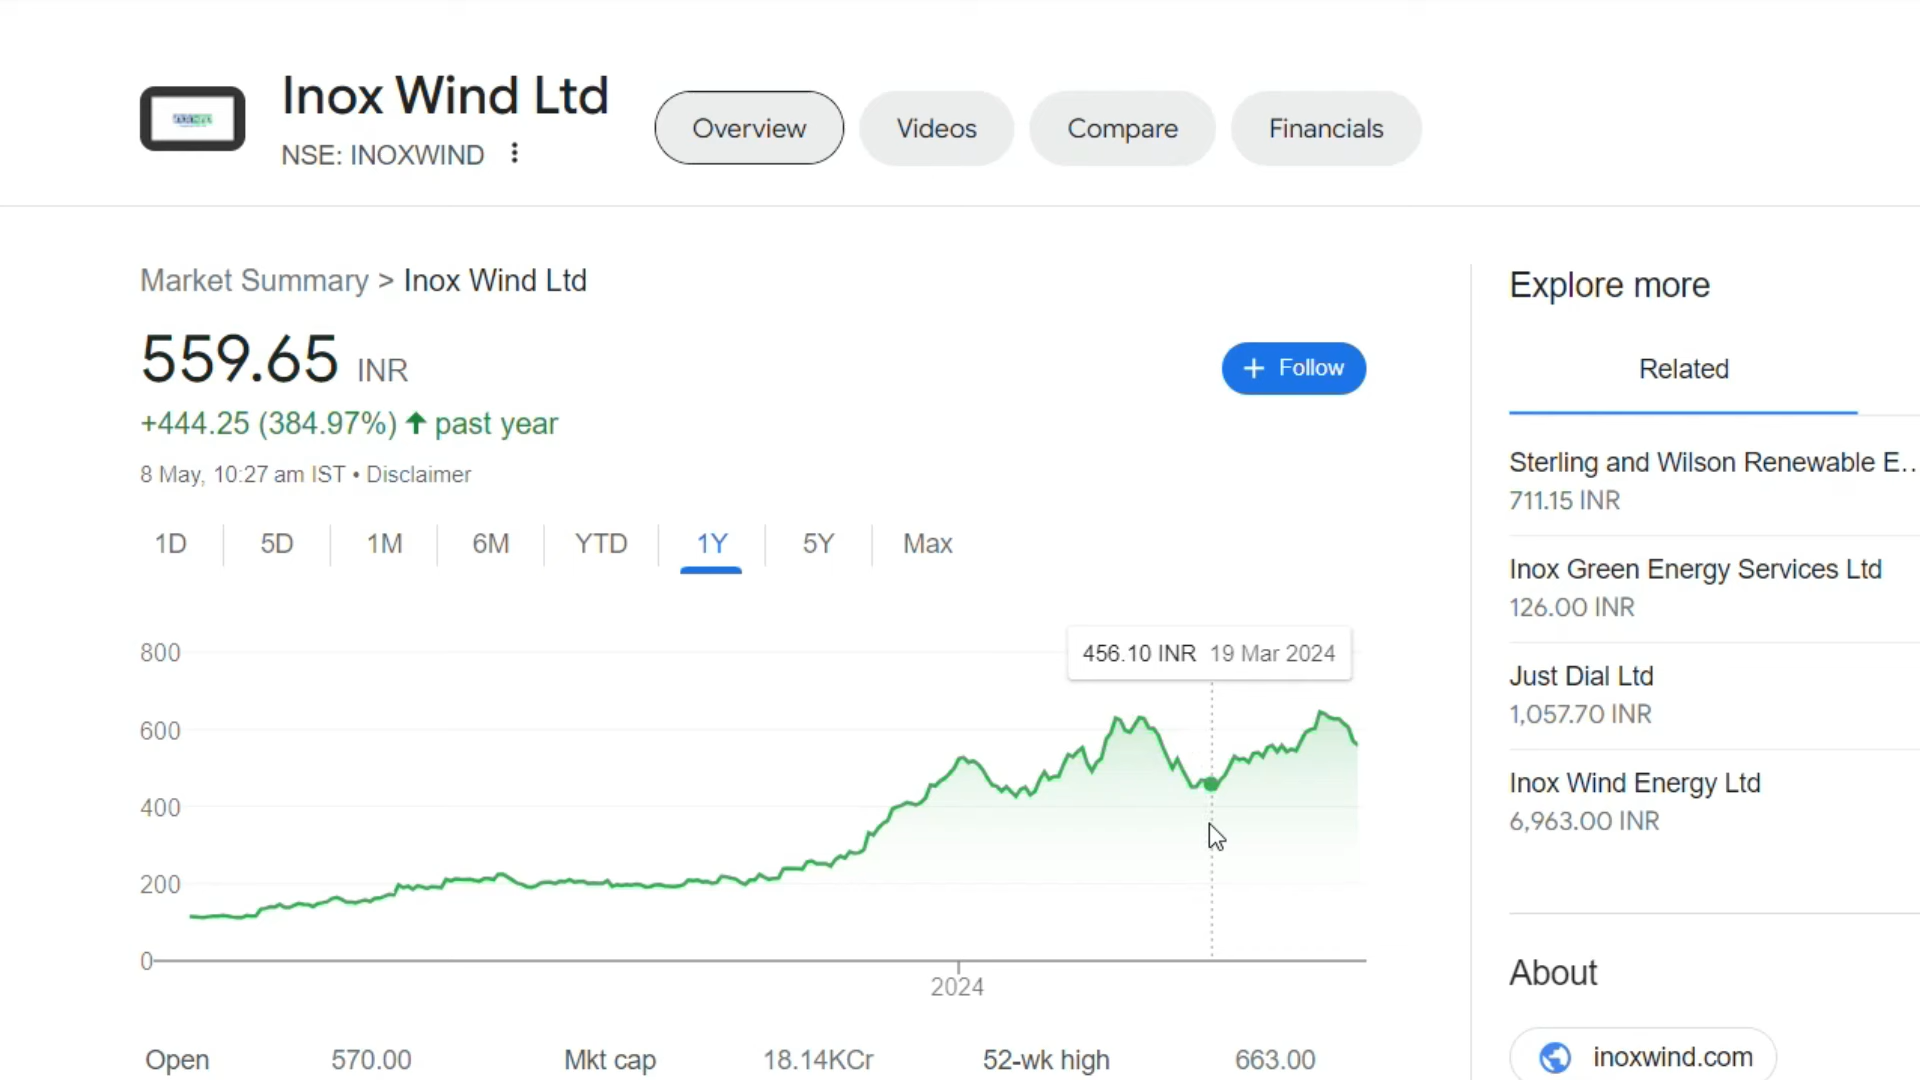 Inox Wind Ltd
NSE: INOXWIND
Overview
Videos
Compare
Financials
Market Summary > Inox Wind Ltd
559.65 INR
+444.25 (384.97%) past year
8 May, 10:27 am IST • Disclaimer
+ Follow
1D
5D
1M
6M
YTD
1Y
5Y
Max
456.10 INR 19 Mar 2024
800
600
400
200
0
2024
Open 570.00
Mkt cap 18.14KCr
52-wk high 663.00
Explore more
Related
Sterling and Wilson Renewable E...
711.15 INR
Inox Green Energy Services Ltd
126.00 INR
Just Dial Ltd
1,057.70 INR
Inox Wind Energy Ltd
6,963.00 INR
About
inoxwind.com